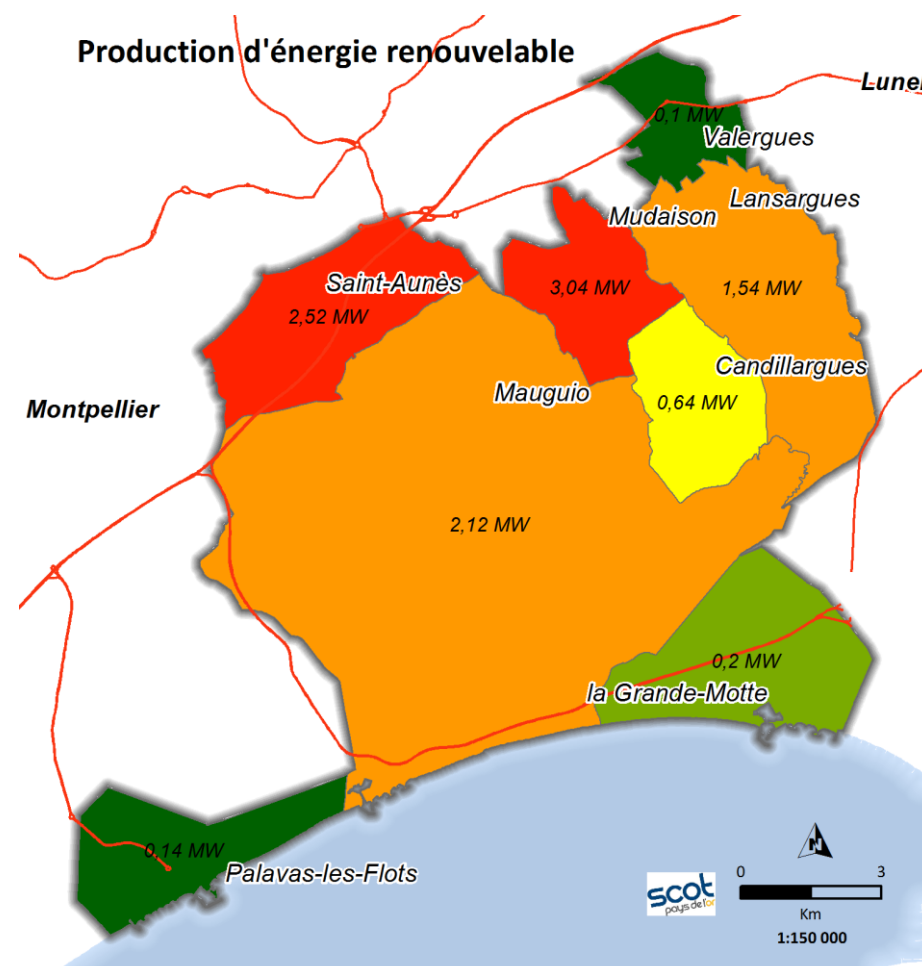 Production d'énergie renouvelable
Lunel
0,1 MW
Valergues
Lansargues
Mudaison
Saint-Aunès
3,04 MW
1,54 MW
2,52 MW
Candillargues
Mauguio
0,64 MW
Montpellier
2,12 MW
0,2 MW
la Grande-Motte
0,14 MW
Palavas-les-Flots
N
scot
pays de l'or
0 3
Km
1:150 000